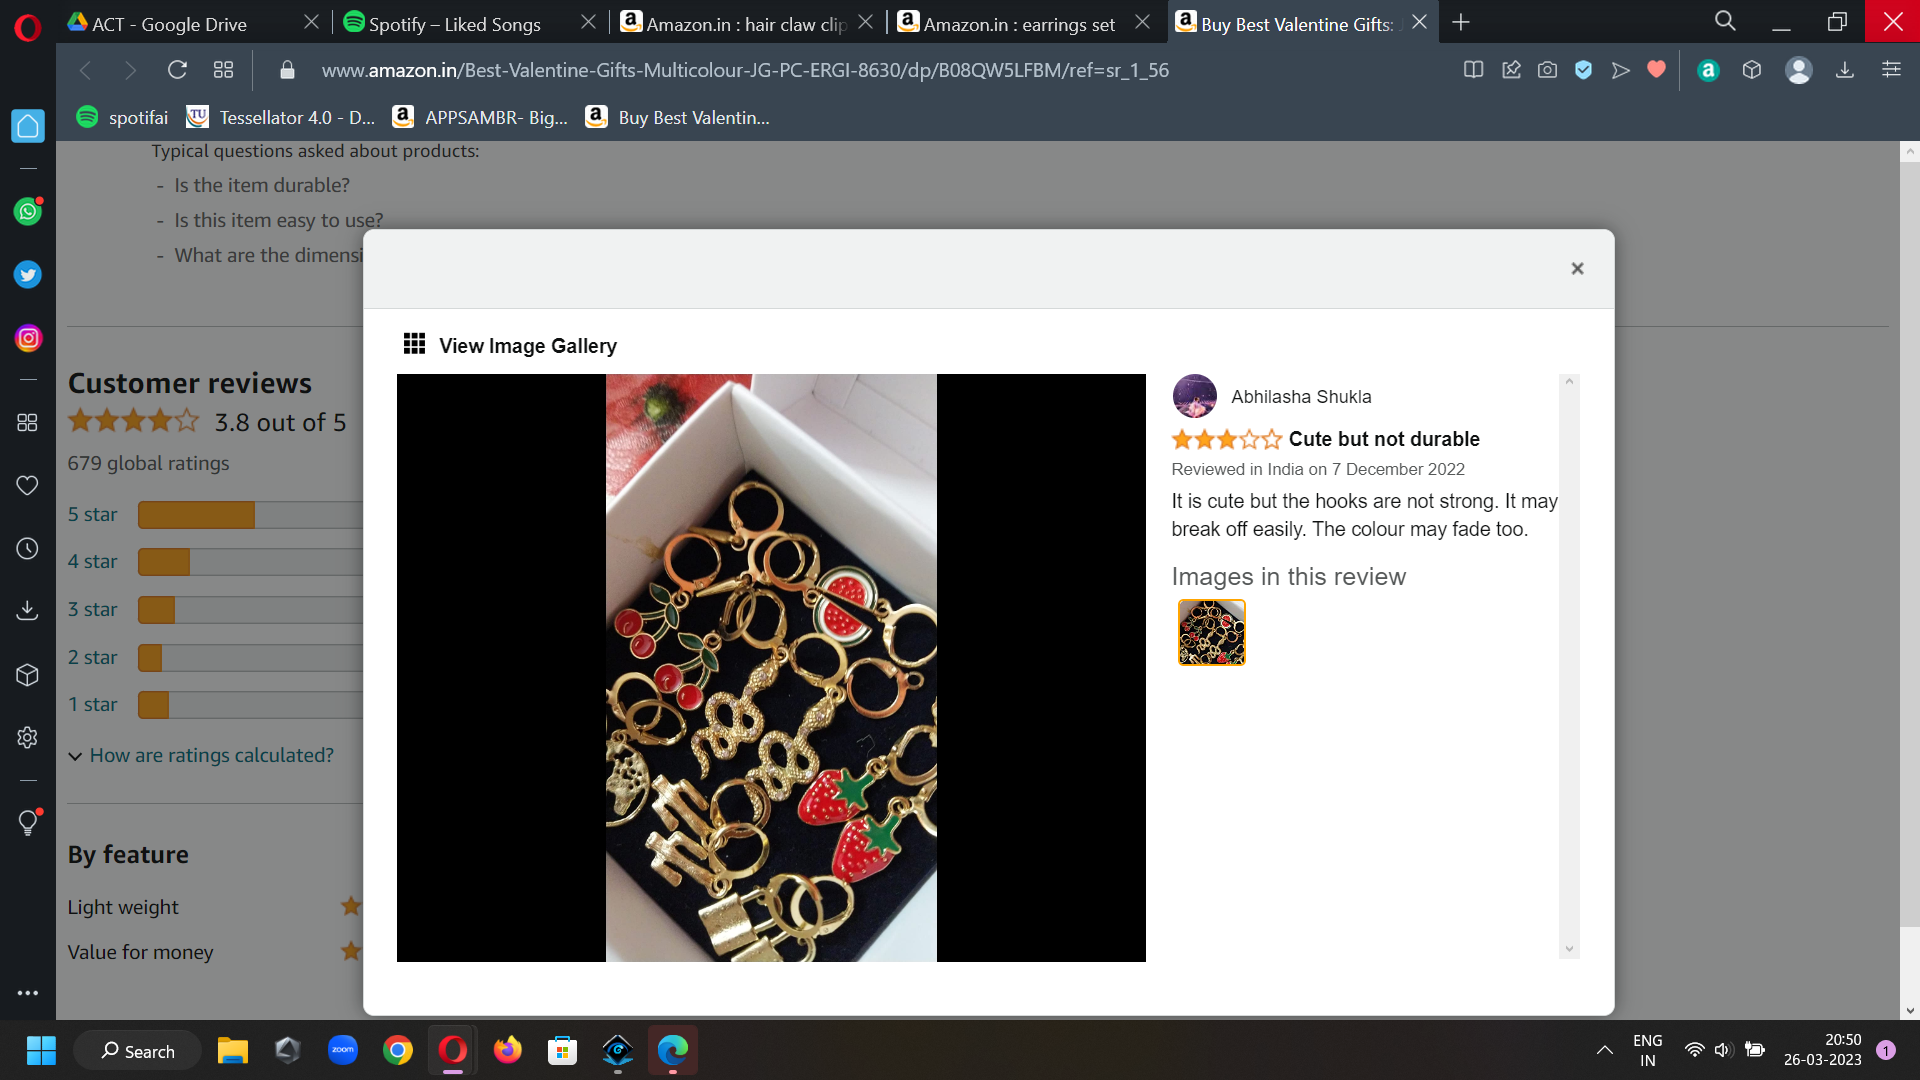 ACT - Google Drive
Spotify – Liked Songs
Amazon.in : hair claw clip
Amazon.in : earrings set
Buy Best Valentine Gifts:
www.amazon.in/Best-Valentine-Gifts-Multicolour-JG-PC-ERGI-8630/dp/B08QW5LFBM/ref=sr_1_56
spotifai
TU
Tessellator 4.0 - D...
APPSAMBR- Big...
Buy Best Valentin...
Typical questions asked about products:
- Is the item durable?
- Is this item easy to use?
- What are the dimensi
Customer reviews
3.8 out of 5
679 global ratings
5 star
4 star
3 star
2 star
1 star
How are ratings calculated?
By feature
Light weight
Value for money
View Image Gallery
Abhilasha Shukla
Cute but not durable
Reviewed in India on 7 December 2022
It is cute but the hooks are not strong. It may
break off easily. The colour may fade too.
Images in this review
Search
zoom
ENG
IN
20:50
26-03-2023
1